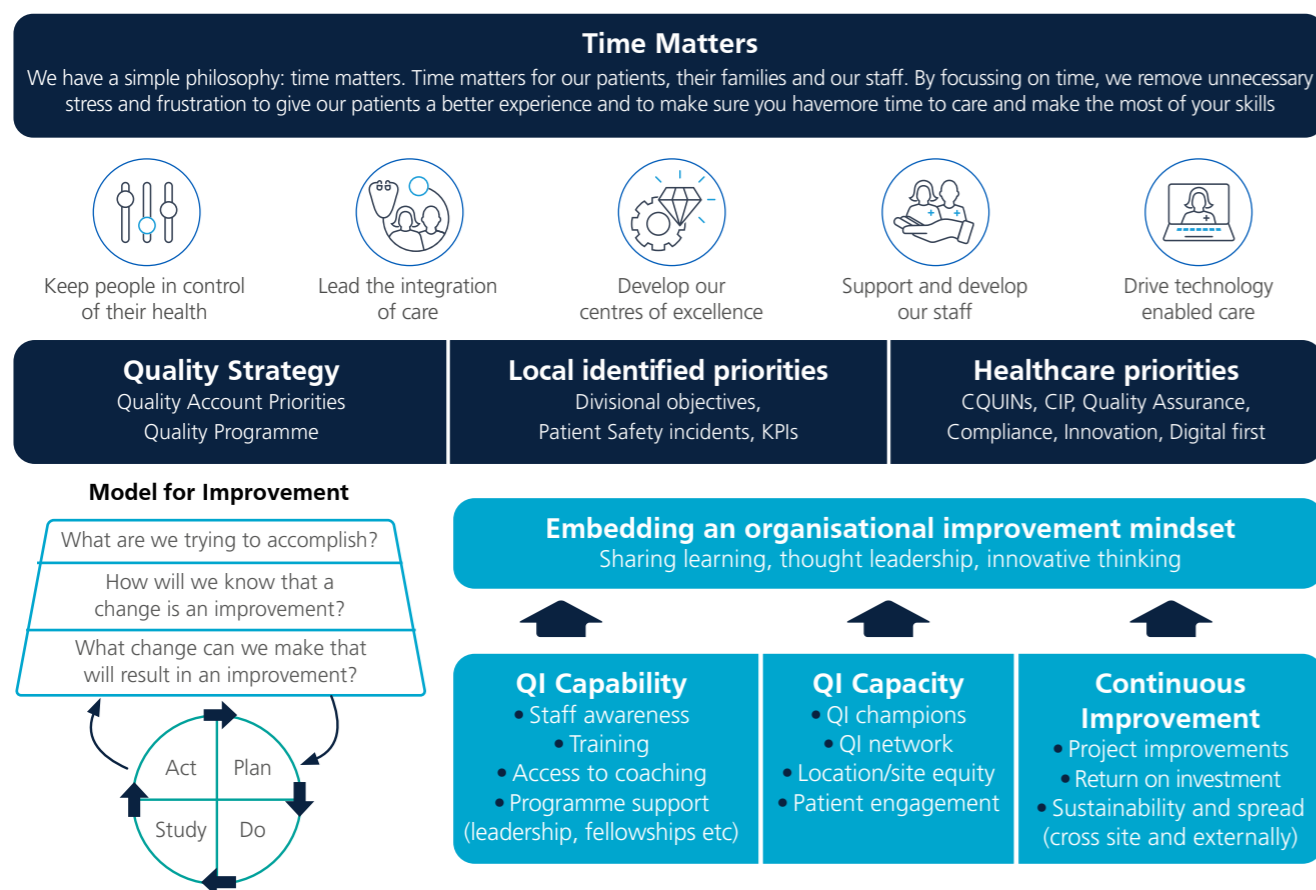 Time Matters
We have a simple philosophy: time matters. Time matters for our patients, their families and our staff. By focussing on time, we remove unnecessary
stress and frustration to give our patients a better experience and to make sure you havemore time to care and make the most of your skills
Keep people in control
of their health
Lead the integration
of care
Develop our
centres of excellence
Support and develop
our staff
Drive technology
enabled care
Quality Strategy
Quality Account Priorities
Quality Programme
Local identified priorities
Divisional objectives,
Patient Safety incidents, KPIs
Healthcare priorities
CQUINs, CIP, Quality Assurance,
Compliance, Innovation, Digital first
Model for Improvement
What are we trying to accomplish?
How will we know that a
change is an improvement?
What change can we make that
will result in an improvement?
Act
Plan
Study
Do
Embedding an organisational improvement mindset
Sharing learning, thought leadership, innovative thinking
QI Capability
• Staff awareness
• Training
• Access to coaching
• Programme support
(leadership, fellowships etc)
QI Capacity
• QI champions
• QI network
• Location/site equity
• Patient engagement
Continuous
Improvement
• Project improvements
• Return on investment
• Sustainability and spread
(cross site and externally)